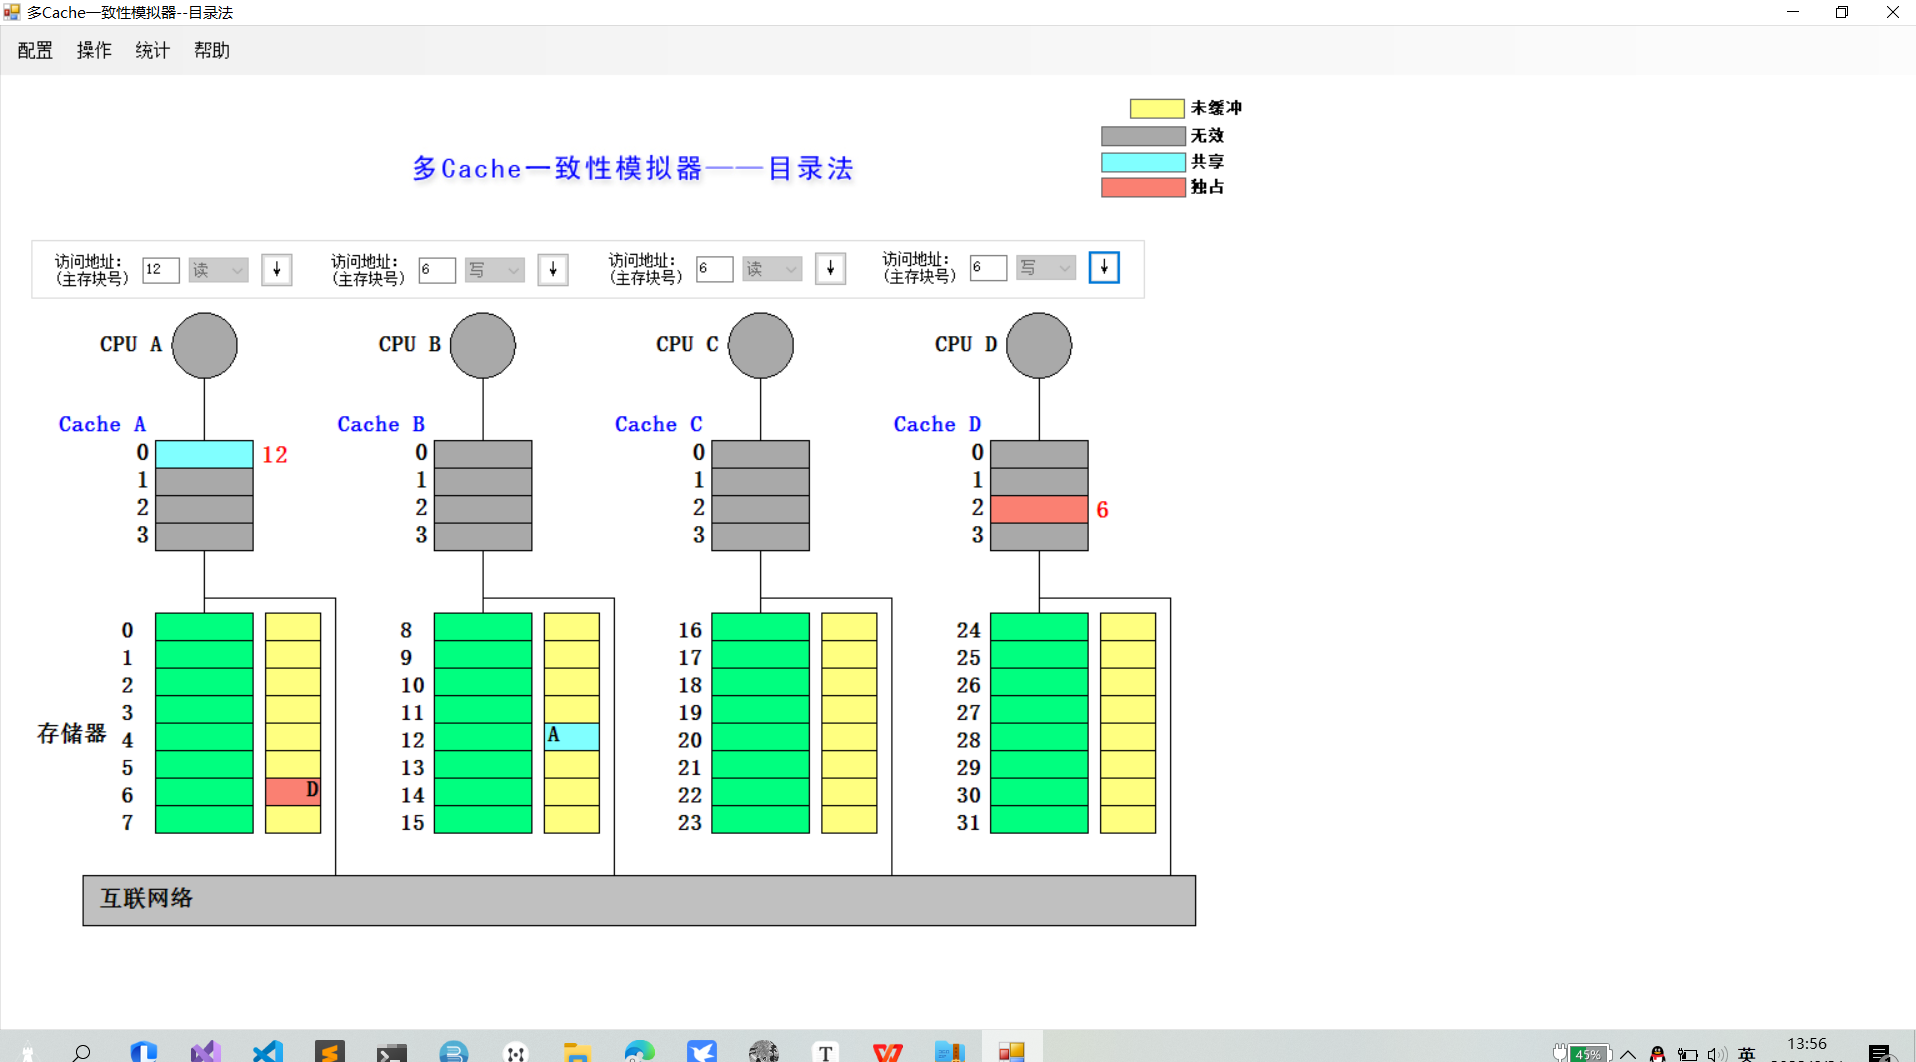 多Cache一致性模拟器--目录法
配置 操作 统计 帮助
未缓冲
无效
共享
独占
多Cache一致性模拟器——目录法
访问地址: (主存块号) 12 读 ↓
访问地址: (主存块号) 6 写 ↓
访问地址: (主存块号) 6 读 ↓
访问地址: (主存块号) 6 写 ↓
CPU A CPU B CPU C CPU D
Cache A Cache B Cache C Cache D
0 12 0 0 0
1 1 1 1
2 2 2 2 6
3 3 3 3
0 8 16 24
1 9 17 25
2 10 18 26
3 11 19 27
存储器 4 12 A 20 28
5 13 21 29
6 D 14 22 30
7 15 23 31
互联网络
45% 英 13:56